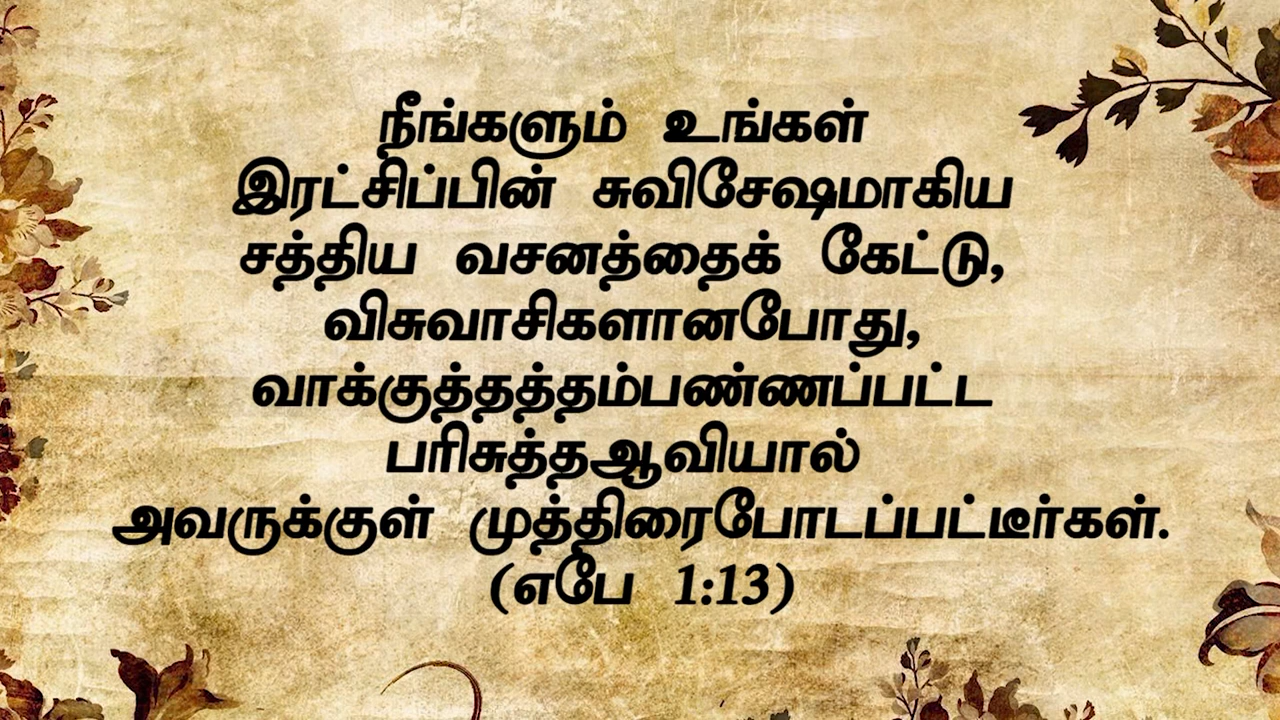 நீங்களும் உங்கள்
இரட்சிப்பின் சுவிசேஷமாகிய
சத்திய வசனத்தைக் கேட்டு,
விசுவாசிகளானபோது,
வாக்குத்தத்தம்பண்ணப்பட்ட
பரிசுத்தஆவியால்
அவருக்குள் முத்திரைபோடப்பட்டீர்கள்.
(எபே 1:13)